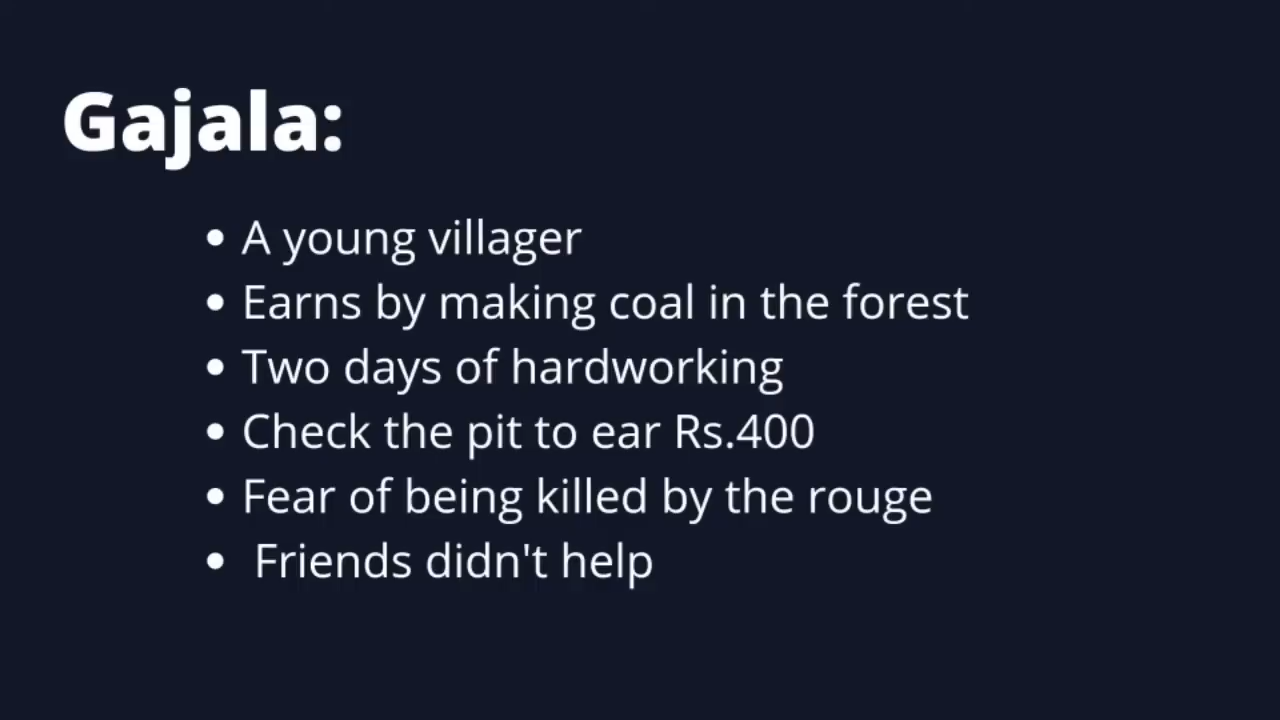 Gajala:
• A young villager
• Earns by making coal in the forest
• Two days of hardworking
• Check the pit to ear Rs.400
• Fear of being killed by the rouge
• Friends didn't help